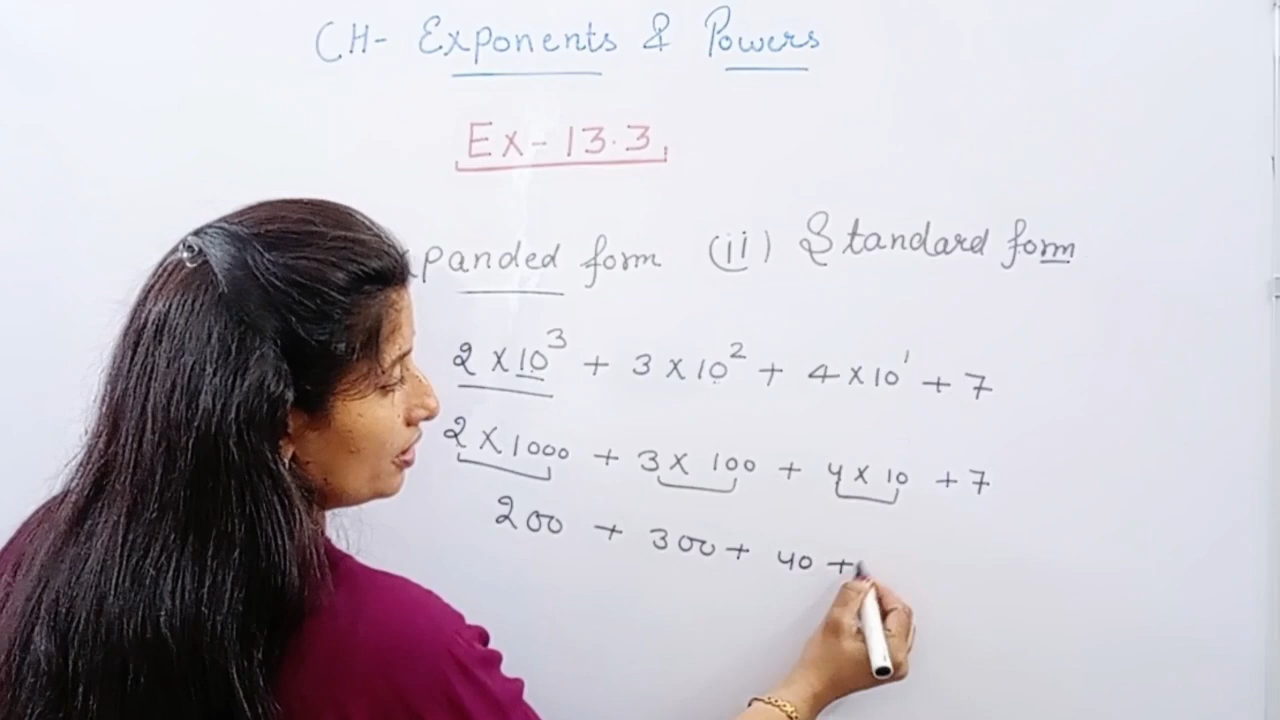 CH- Exponents & Powers
Ex- 13.3
panded form (ii) Standard form
2 × 10³ + 3 × 10² + 4 × 10¹ + 7
2 × 1000 + 3 × 100 + 4 × 10 + 7
200 + 300 + 40 +